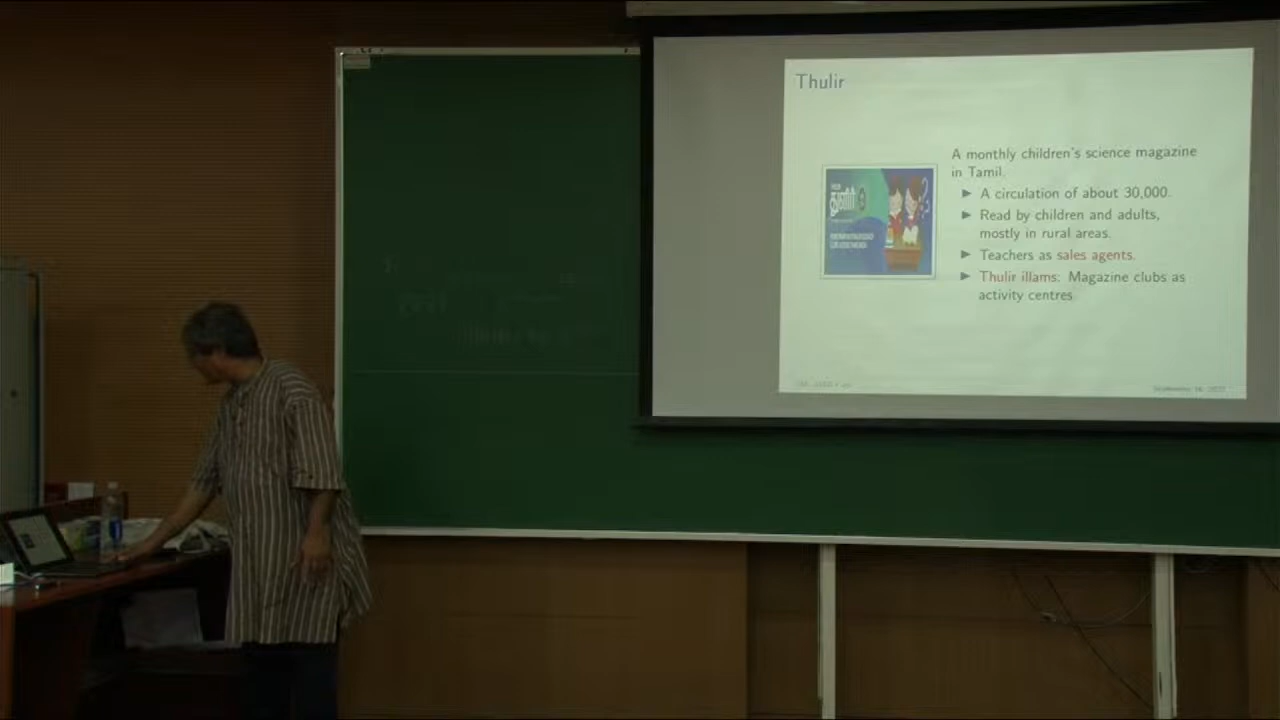 Thulir
துளிர்
A monthly children's science magazine
in Tamil.
▶ A circulation of about 30,000.
▶ Read by children and adults,
mostly in rural areas.
▶ Teachers as sales agents.
▶ Thulir illams: Magazine clubs as
activity centres